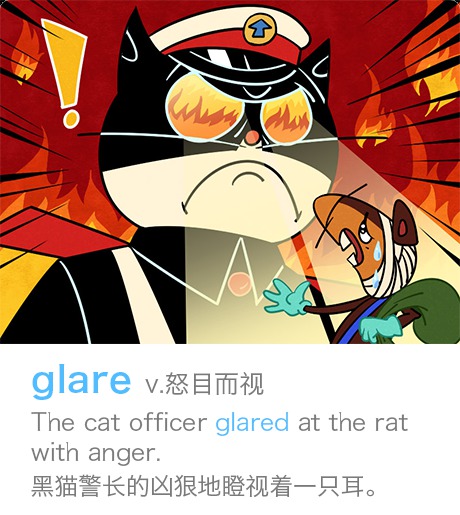 glare v.怒目而视
The cat officer glared at the rat
with anger.
黑猫警长的凶狠地瞪视着一只耳。